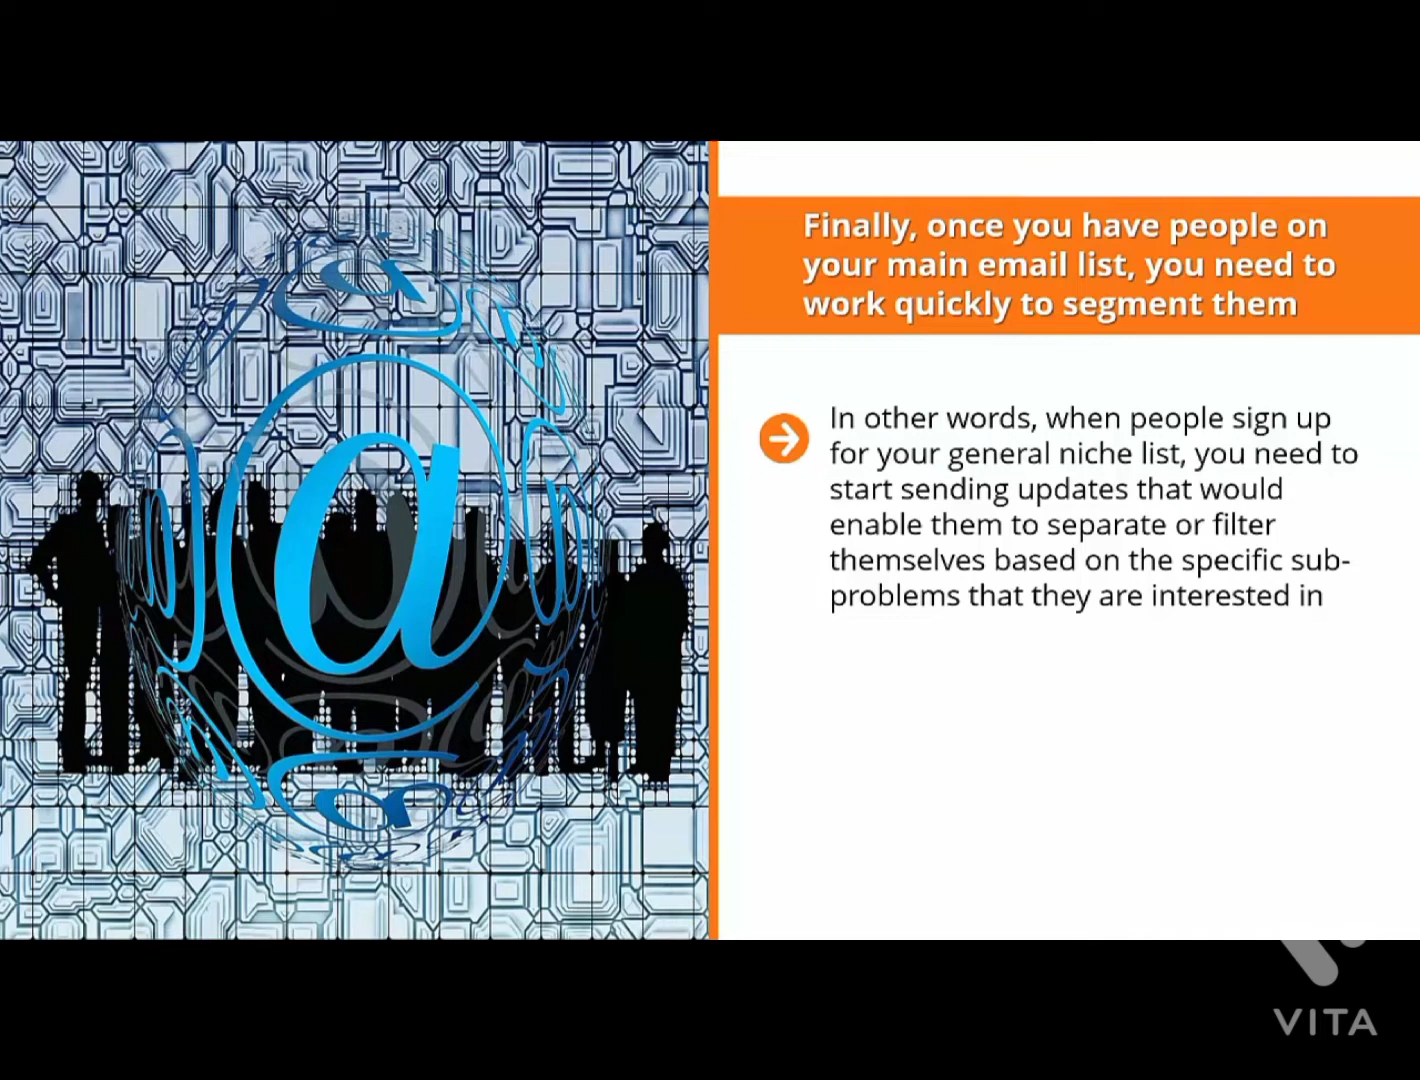 Finally, once you have people on
your main email list, you need to
work quickly to segment them
In other words, when people sign up
for your general niche list, you need to
start sending updates that would
enable them to separate or filter
themselves based on the specific sub-
problems that they are interested in
@
VITA